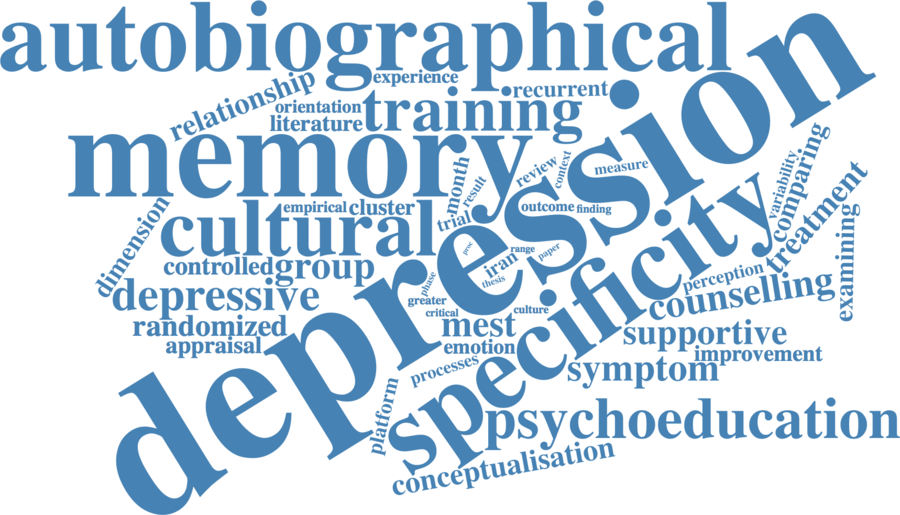 autobiographical
experience
relationship
recurrent
orientation
training
literature
memory
depression
month
result
review
context
measure
variability
comparing
treatment
examining
dimension
empirical
cluster
cultural
trial
outcome
finding
specificity
controlled
group
proc
iran
range
paper
thesis
phase
perception
depressive
greater
critical
culture
counselling
randomized
mest
supportive
appraisal
emotion
improvement
processes
symptom
platform
psychoeducation
conceptualisation